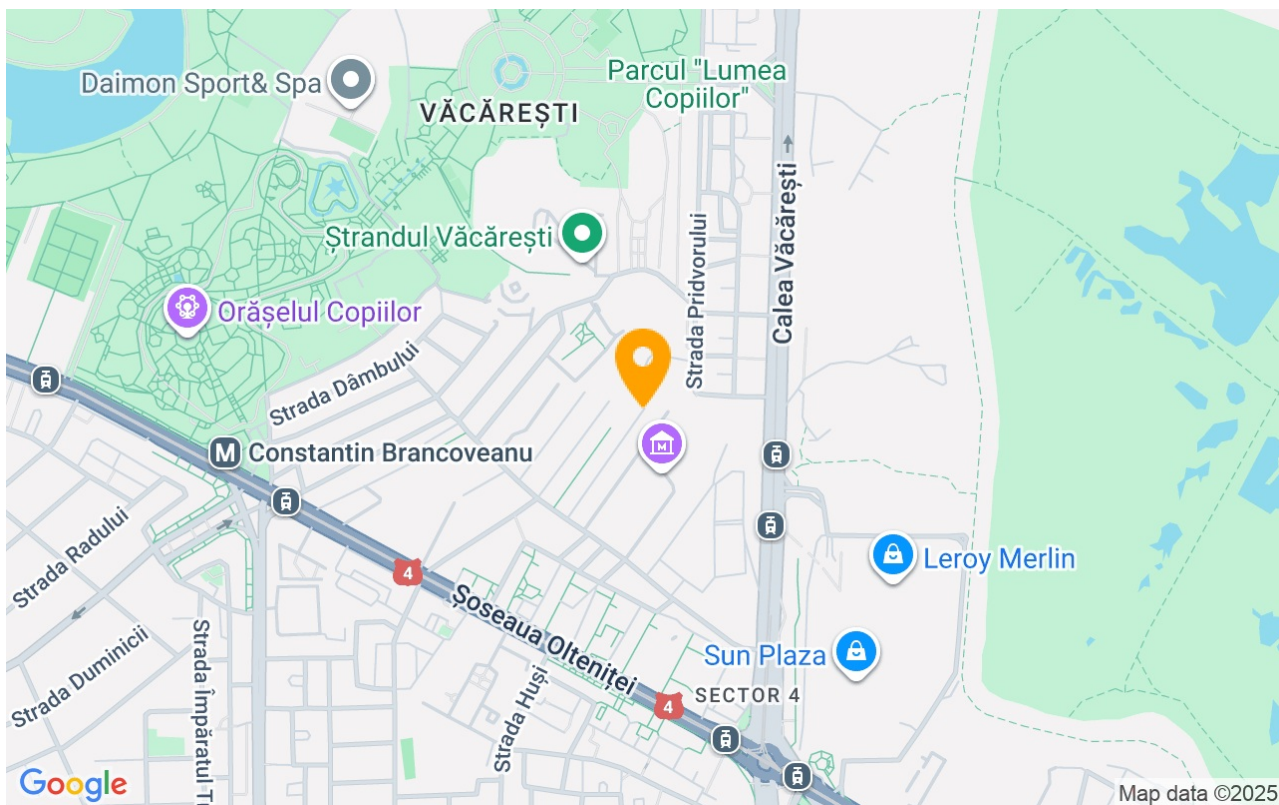 Daimon Sport& Spa
VĂCĂREȘTI
Parcul "Lumea
Copiilor"
Ștrandul Văcărești
Strada Pridvorului
Calea Văcărești
Orășelul Copiilor
Strada Dâmbului
M
Constantin Brancoveanu
M
Strada Radului
4
Șoseaua Olteniței
Leroy Merlin
Strada Duminicii
Strada Împăratul
Strada Huși
Sun Plaza
SECTOR 4
4
Google
Map data ©2025